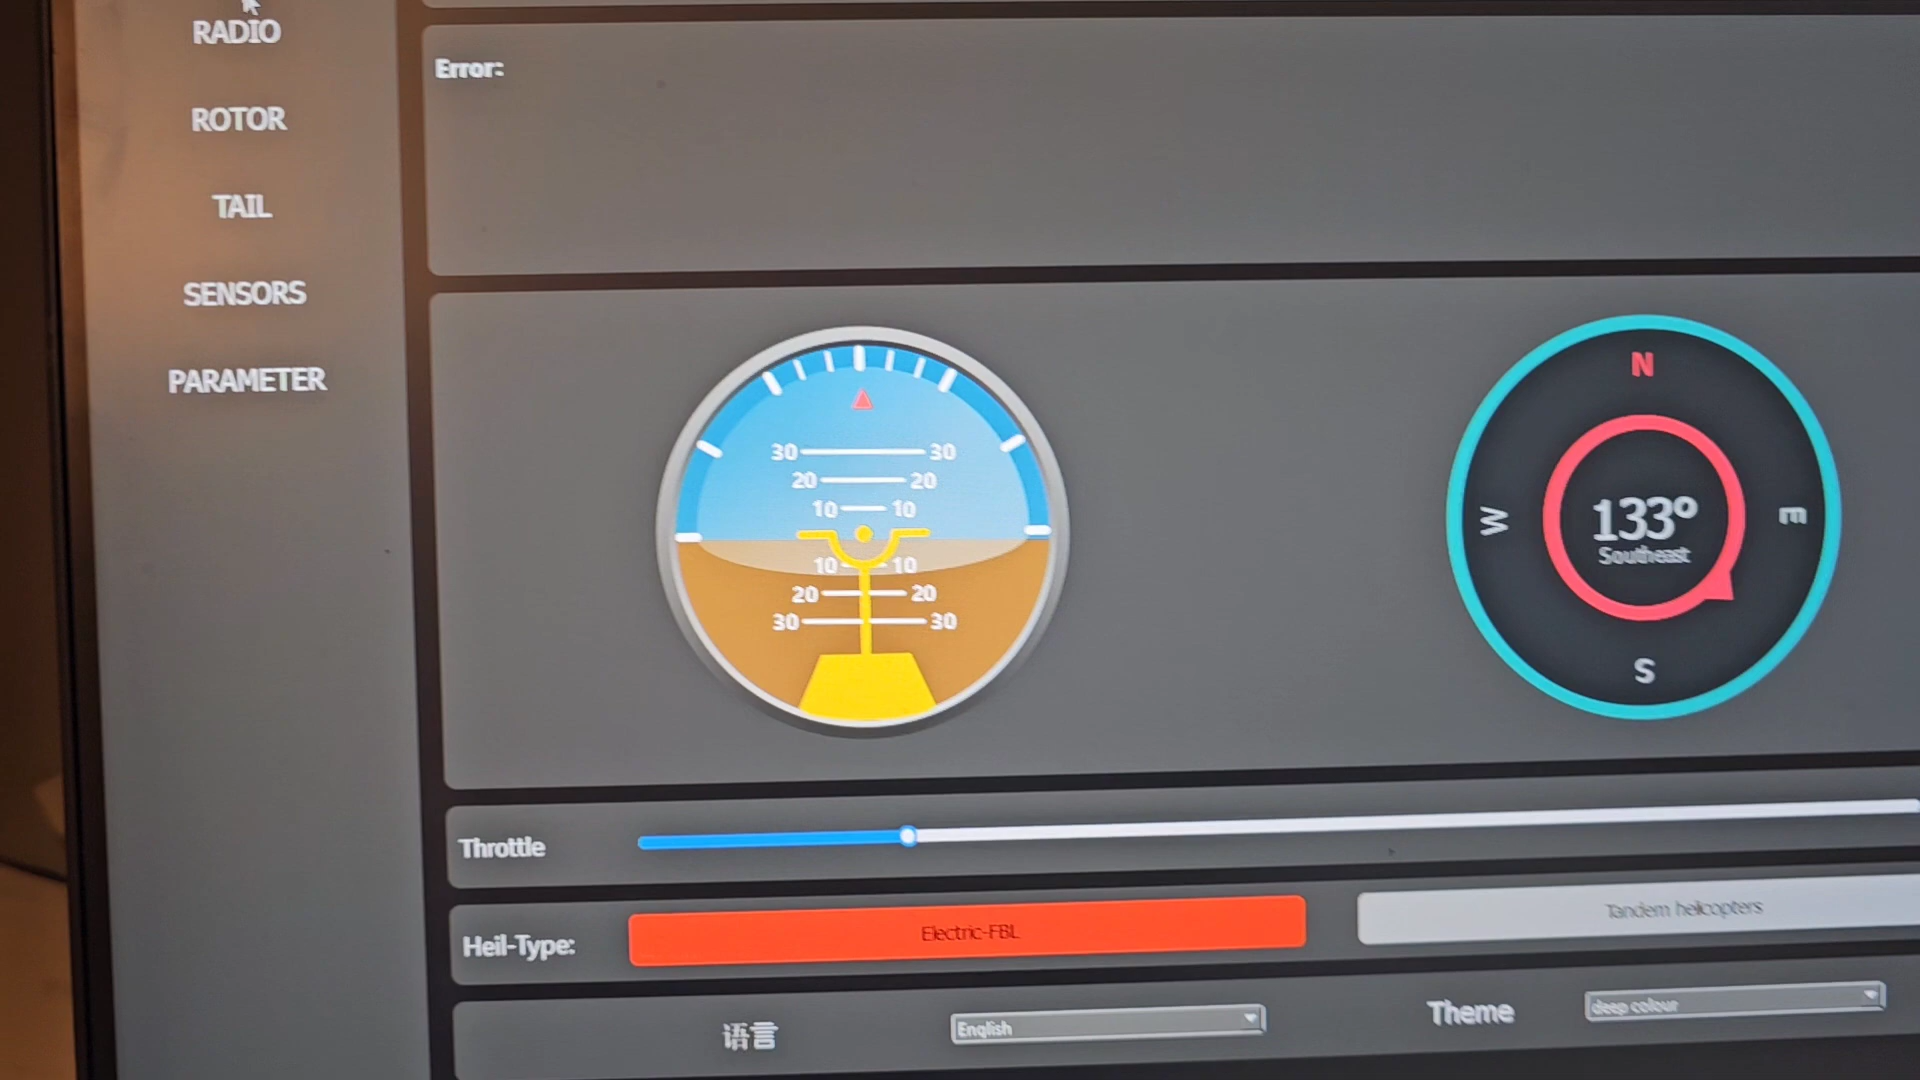 RADIO
ROTOR
TAIL
SENSORS
PARAMETER
Error:
30 30
20 20
10 10
10 10
20 20
30 30
N
W
E
S
133°
Southeast
Throttle
Heil-Type:
Electric-FBL
Tandem helicopters
语言
English
Theme
deep colour